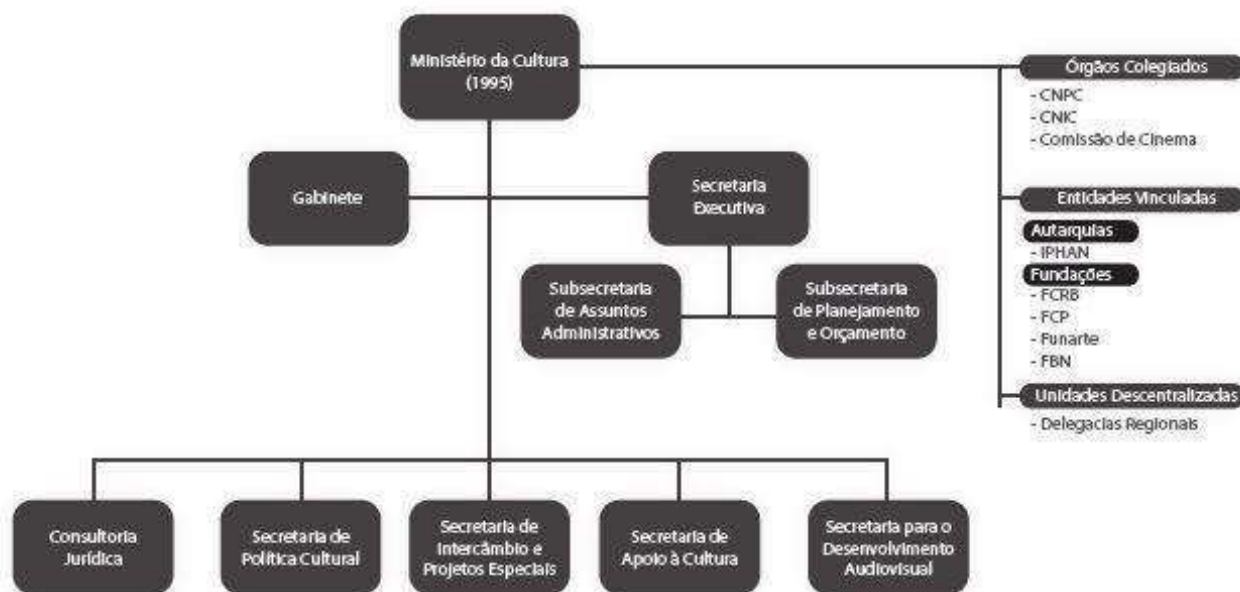 Ministério da Cultura
(1995)
Órgãos Colegiados
- CNPC
- CNIC
- Comissão de Cinema
Gabinete
Secretaria
Executiva
Entidades Vinculadas
Autarquias
- IPHAN
Fundações
- FCRB
- FCP
- Funarte
- FBN
Subsecretaria
de Assuntos
Administrativos
Subsecretaria
de Planejamento
e Orçamento
Unidades Descentralizadas
- Delegacias Regionais
Consultoria
Jurídica
Secretaria de
Política Cultural
Secretaria de
Intercâmbio e
Projetos Especiais
Secretaria de
Apoio à Cultura
Secretaria para o
Desenvolvimento
Audiovisual